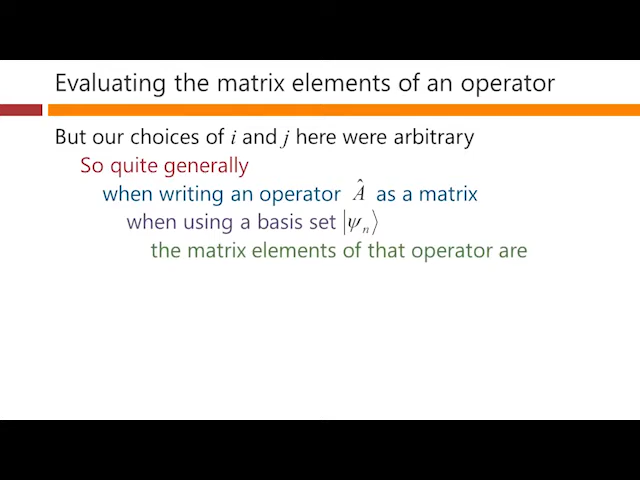 Evaluating the matrix elements of an operator
But our choices of i and j here were arbitrary
So quite generally
when writing an operator Â as a matrix
when using a basis set |ψₙ⟩
the matrix elements of that operator are